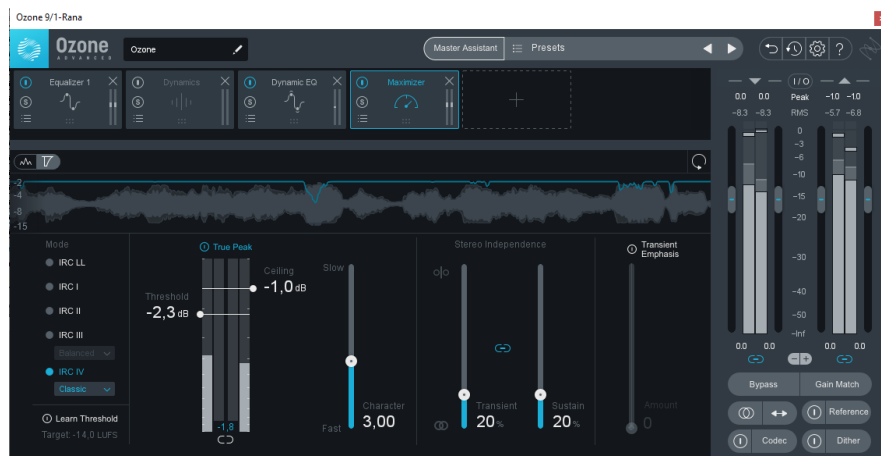 Ozone 9/1-Rana
Ozone
ADVANCED
Ozone
Master Assistant
Presets
?
Equalizer 1
S
Dynamics
S
Dynamic EQ
S
Maximizer
S
+
I / O
0.0 0.0 Peak -1.0 -1.0
-8.3 -8.3 RMS -5.7 -6.8
0
-3
-6
-10
-15
-20
-30
-40
-50
-Inf
0.0 0.0 0.0 0.0
-2
-4
-8
-15
Mode
IRC LL
IRC I
IRC II
IRC III
Balanced
IRC IV
Classic
Learn Threshold
Target: -14,0 LUFS
True Peak
Threshold
-2,3 dB
Ceiling
-1,0 dB
-1,8
Slow
Fast
Character
3,00
Stereo Independence
Transient
20 %
Sustain
20 %
Transient
Emphasis
Amount
0
Bypass
Gain Match
Reference
Codec
Dither